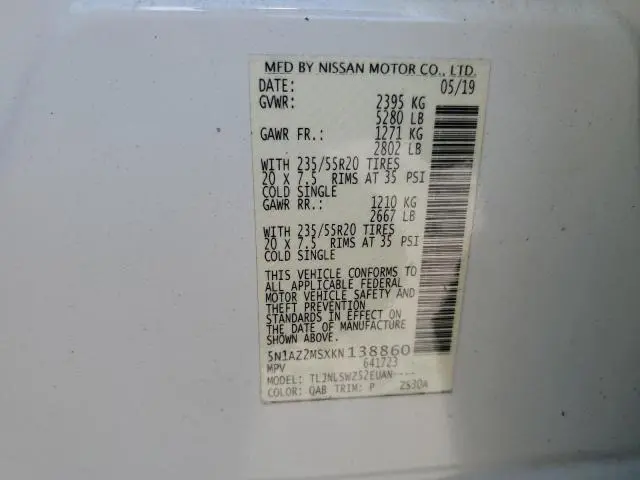 MFD BY NISSAN MOTOR CO., LTD.
DATE: 05/19
GVWR: 2395 KG
5280 LB
GAWR FR.: 1271 KG
2802 LB
WITH 235/55R20 TIRES
20 X 7.5 RIMS AT 35 PSI
COLD SINGLE
GAWR RR.: 1210 KG
2667 LB
WITH 235/55R20 TIRES
20 X 7.5 RIMS AT 35 PSI
COLD SINGLE
THIS VEHICLE CONFORMS TO
ALL APPLICABLE FEDERAL
MOTOR VEHICLE SAFETY AND
THEFT PREVENTION
STANDARDS IN EFFECT ON
THE DATE OF MANUFACTURE
SHOWN ABOVE.
5N1AZ2MSXKN138860
MPV 641723
MODEL: TLJNLSWZ52EUAN----
COLOR: QAB TRIM: P ZS30A